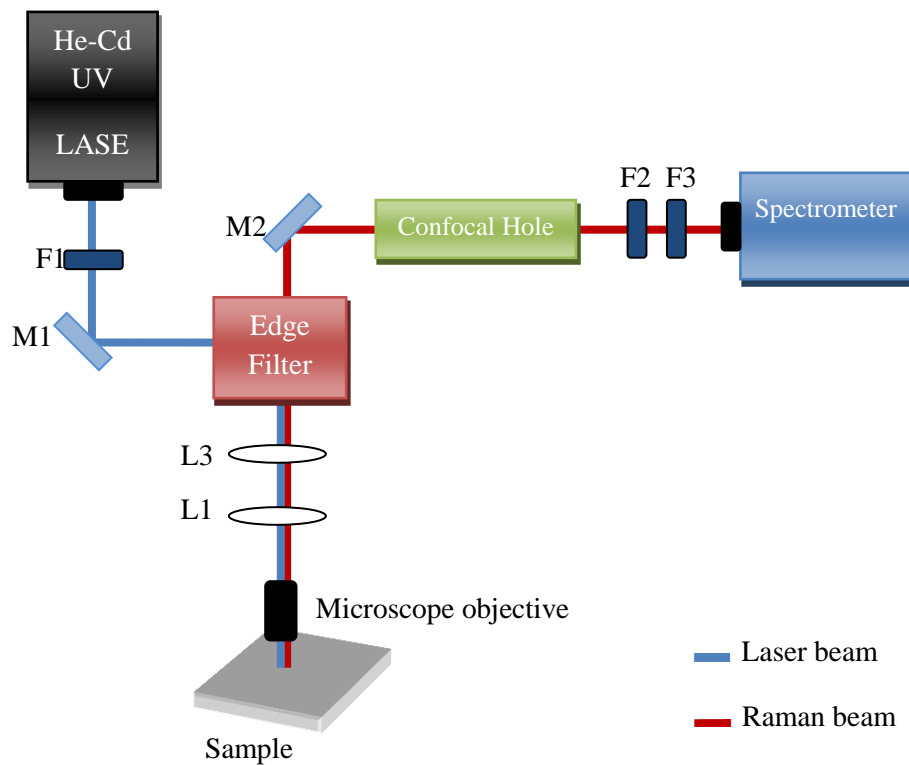 He-Cd
UV
LASE
F1
M1
M2
Edge
Filter
Confocal Hole
F2 F3
Spectrometer
L3
L1
Microscope objective
Sample
Laser beam
Raman beam